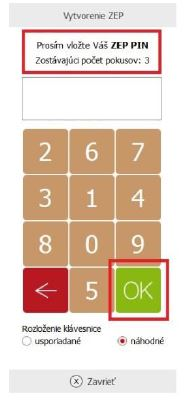 Vytvorenie ZEP
Prosím vložte Váš ZEP PIN
Zostávajúci počet pokusov: 3
2 6 7
3 1 4
8 0 9
5 OK
Rozloženie klávesnice
usporiadané náhodné
Zavrieť